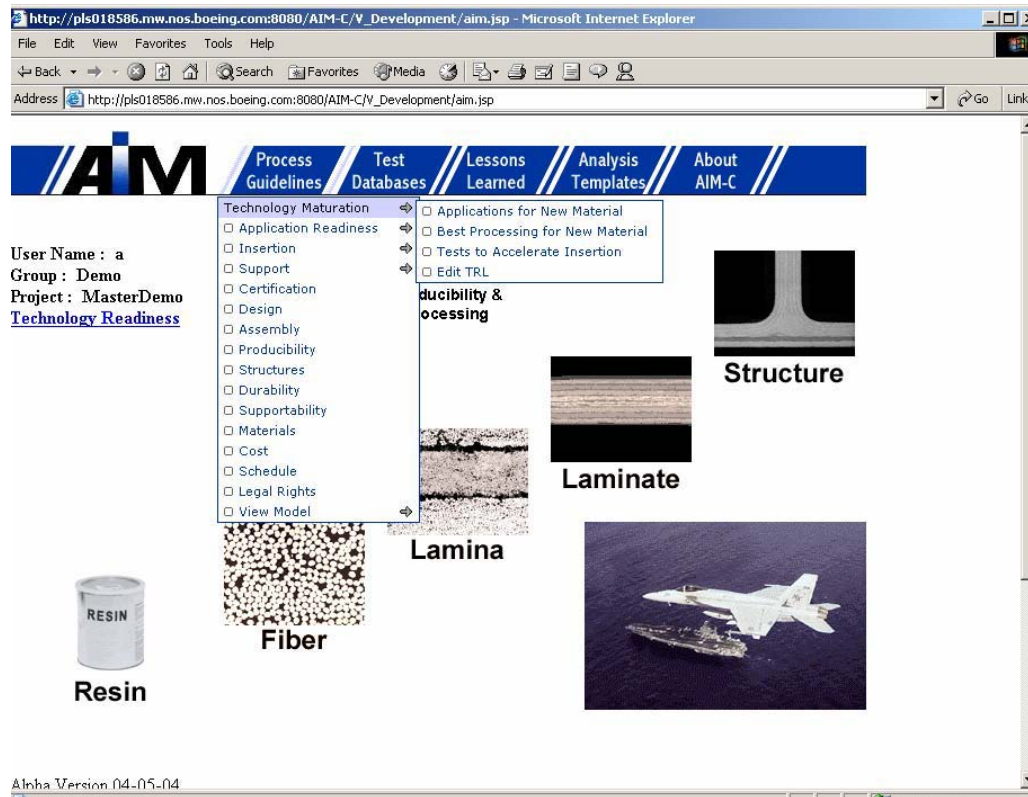 http://pls018586.mw.nos.boeing.com:8080/AIM-C/V_Development/aim.jsp - Microsoft Internet Explorer
File Edit View Favorites Tools Help
Back Search Favorites Media
Address http://pls018586.mw.nos.boeing.com:8080/AIM-C/V_Development/aim.jsp Go Link
AIM
Process Guidelines
Test Databases
Lessons Learned
Analysis Templates
About AIM-C
Technology Maturation
Application Readiness
Insertion
Support
Certification
Design
Assembly
Producibility
Structures
Durability
Supportability
Materials
Cost
Schedule
Legal Rights
View Model
Applications for New Material
Best Processing for New Material
Tests to Accelerate Insertion
Edit TRL
User Name : a
Group : Demo
Project : MasterDemo
Technology Readiness
ducibility &
ocessing
Structure
Laminate
Lamina
Fiber
RESIN
Resin
Alpha Version 04-05-04